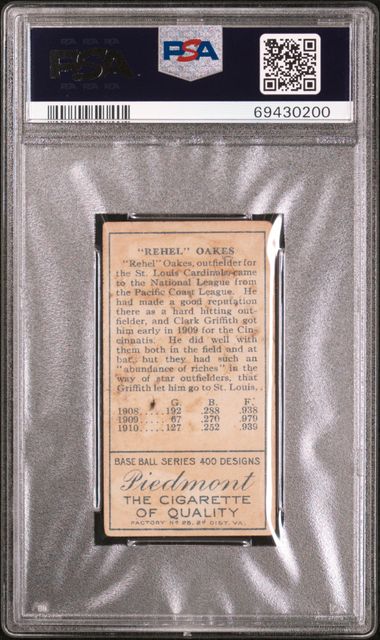 PSA
PSA
69430200
"REHEL" OAKES
"Rehel" Oakes, outfielder for
the St. Louis Cardinals came
to the National League from
the Pacific Coast League. He
had made a good reputation
there as a hard hitting out-
fielder, and Clark Griffith got
him early in 1909 for the Cin-
cinnatis. He did well with
them both in the field and at
bat, but they had such an
"abundance of riches" in the
way of star outfielders, that
Griffith let him go to St. Louis.
G. B. F.
1908..... 192 .288 .938
1909..... 67 .270 .979
1910..... 127 .252 .939
BASE BALL SERIES 400 DESIGNS
Piedmont
THE CIGARETTE
OF QUALITY
FACTORY No 25, 2d DIST. VA.